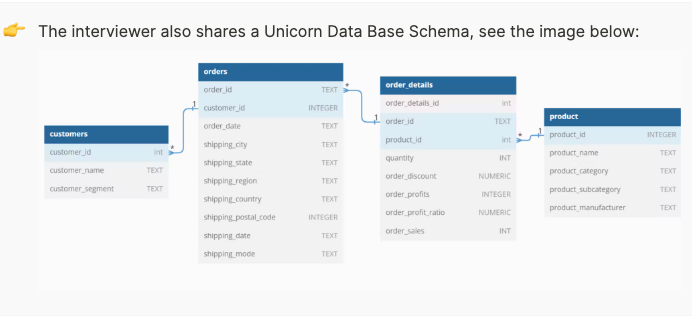 👉 The interviewer also shares a Unicorn Data Base Schema, see the image below:
customers
customer_id int
customer_name TEXT
customer_segment TEXT
*
1
orders
order_id TEXT
customer_id INTEGER
order_date TEXT
shipping_city TEXT
shipping_state TEXT
shipping_region TEXT
shipping_country TEXT
shipping_postal_code INTEGER
shipping_date TEXT
shipping_mode TEXT
*
1
order_details
order_details_id int
order_id TEXT
product_id int
quantity INT
order_discount NUMERIC
order_profits INTEGER
order_profit_ratio NUMERIC
order_sales INT
*
1
product
product_id INTEGER
product_name TEXT
product_category TEXT
product_subcategory TEXT
product_manufacturer TEXT